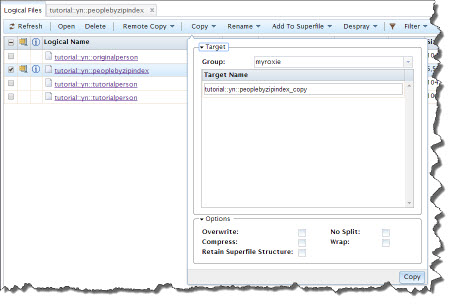 Logical Files tutorial::yn::peoplebyzipindex
Refresh Open Delete Remote Copy Copy Rename Add To Superfile Despray Filter
Logical Name
tutorial::yn::originalperson
tutorial::yn::peoplebyzipindex
tutorial::yn::tutorialperson
tutorial::yn::tutorialperson
Target
Group: myroxie
Target Name
tutorial::yn::peoplebyzipindex_copy
Options
Overwrite: No Split:
Compress: Wrap:
Retain Superfile Structure:
Copy